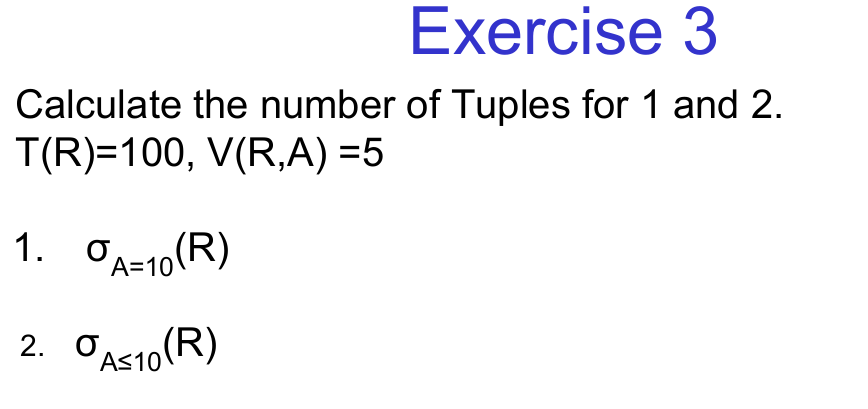 Exercise 3
Calculate the number of Tuples for 1 and 2.
T(R)=100, V(R,A) =5
1. σA=10(R)
2. σA≤10(R)